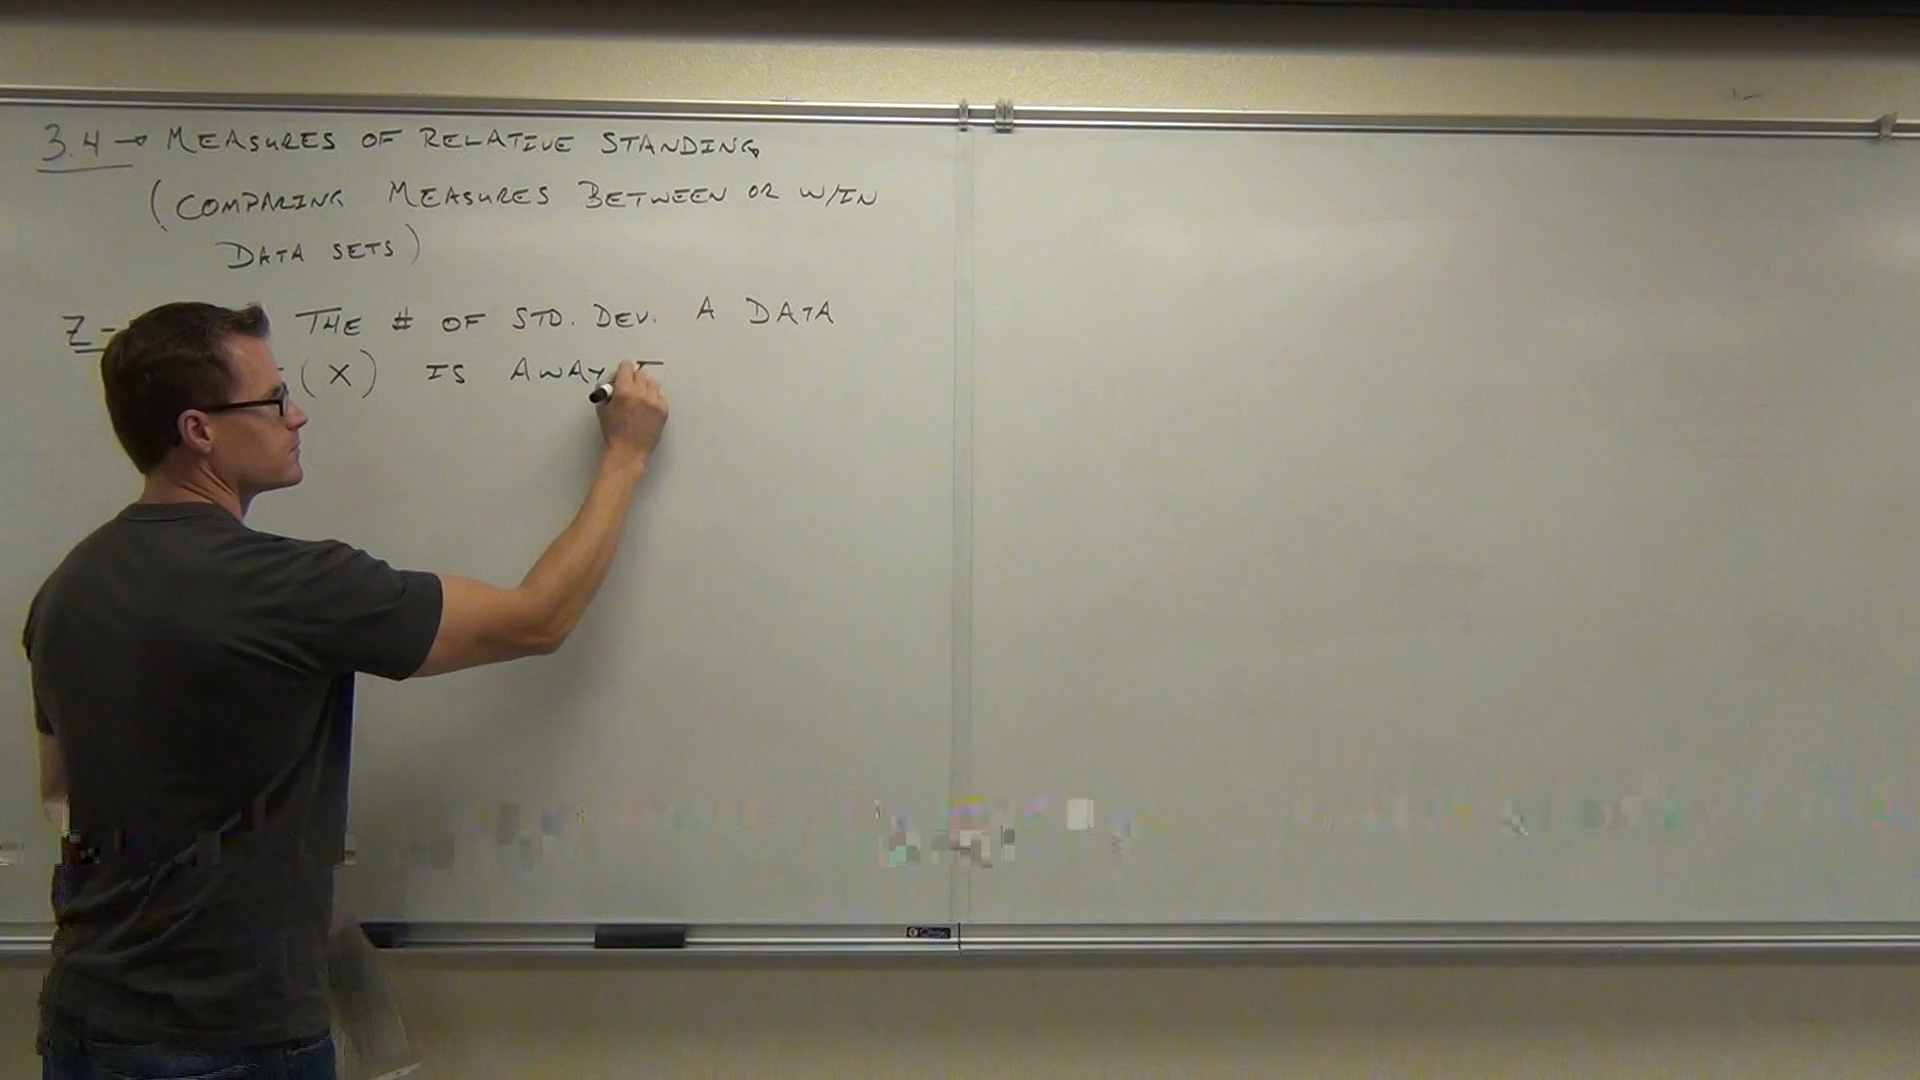 3.4 → MEASURES OF RELATIVE STANDING
(COMPARING MEASURES BETWEEN OR W/IN
DATA SETS)
Z- THE # OF STD. DEV. A DATA
(X) IS AWAY